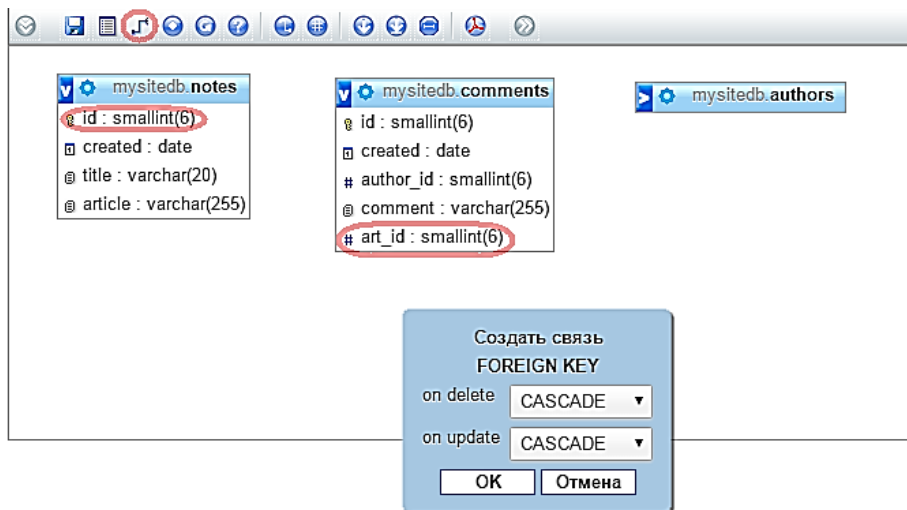 mysitedb.notes
id : smallint(6)
created : date
title : varchar(20)
article : varchar(255)
mysitedb.comments
id : smallint(6)
created : date
author_id : smallint(6)
comment : varchar(255)
art_id : smallint(6)
mysitedb.authors
Создать связь
FOREIGN KEY
on delete CASCADE
on update CASCADE
OK Отмена